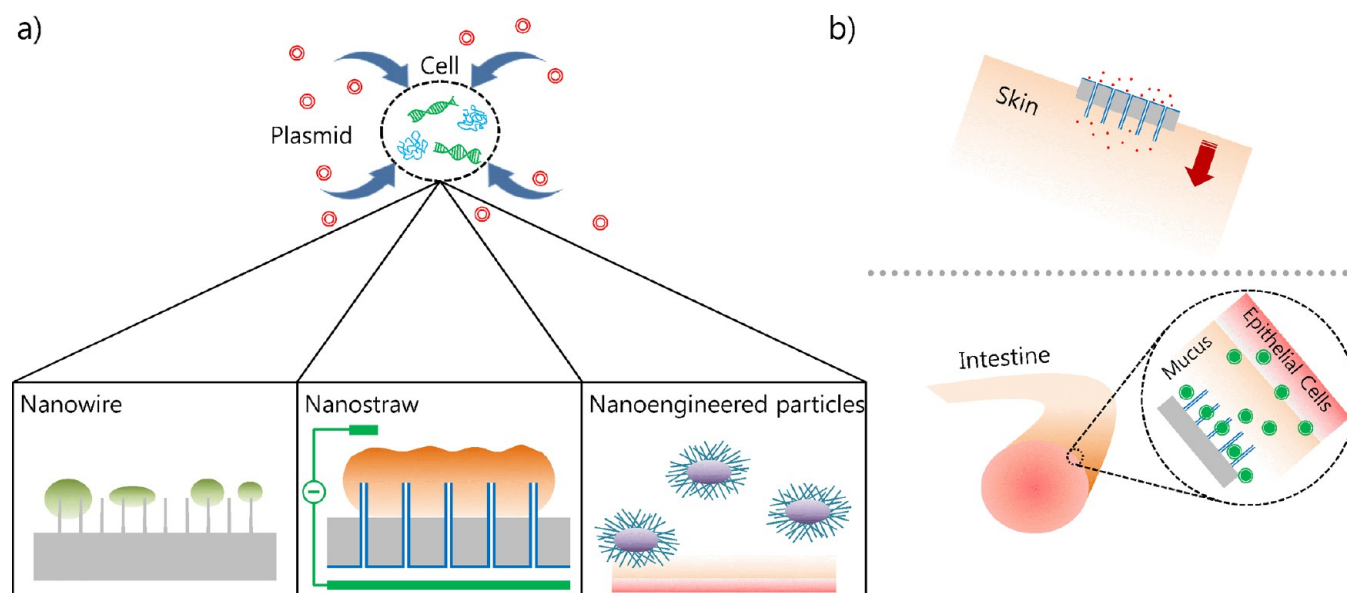 a)
Cell
Plasmid
Nanowire
Nanostraw
Nanoengineered particles
b)
Skin
Intestine
Mucus
Epithelial Cells